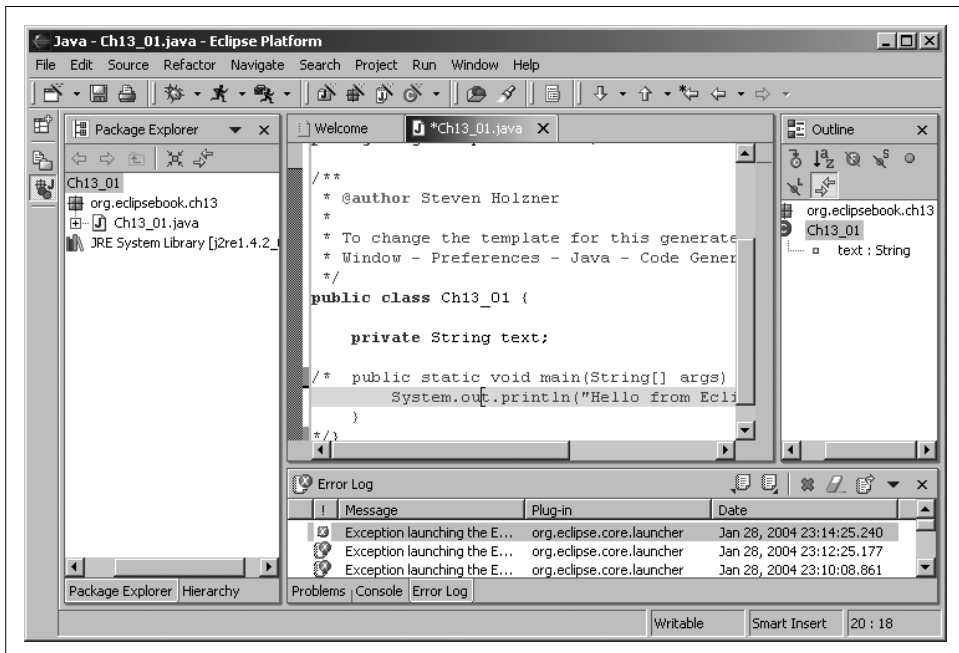 Java - Ch13_01.java - Eclipse Platform
File Edit Source Refactor Navigate Search Project Run Window Help
Package Explorer
Ch13_01
org.eclipsebook.ch13
Ch13_01.java
JRE System Library [j2re1.4.2_
Package Explorer Hierarchy
Welcome *Ch13_01.java
/**
* @author Steven Holzner
*
* To change the template for this generate
* Window - Preferences - Java - Code Gener
*/
public class Ch13_01 {
private String text;
/* public static void main(String[] args)
System.out.println("Hello from Ecli
}
*/}
Outline
org.eclipsebook.ch13
Ch13_01
text : String
Error Log
! Message Plug-in Date
Exception launching the E... org.eclipse.core.launcher Jan 28, 2004 23:14:25.240
Exception launching the E... org.eclipse.core.launcher Jan 28, 2004 23:12:25.177
Exception launching the E... org.eclipse.core.launcher Jan 28, 2004 23:10:08.861
Problems Console Error Log
Writable Smart Insert 20 : 18